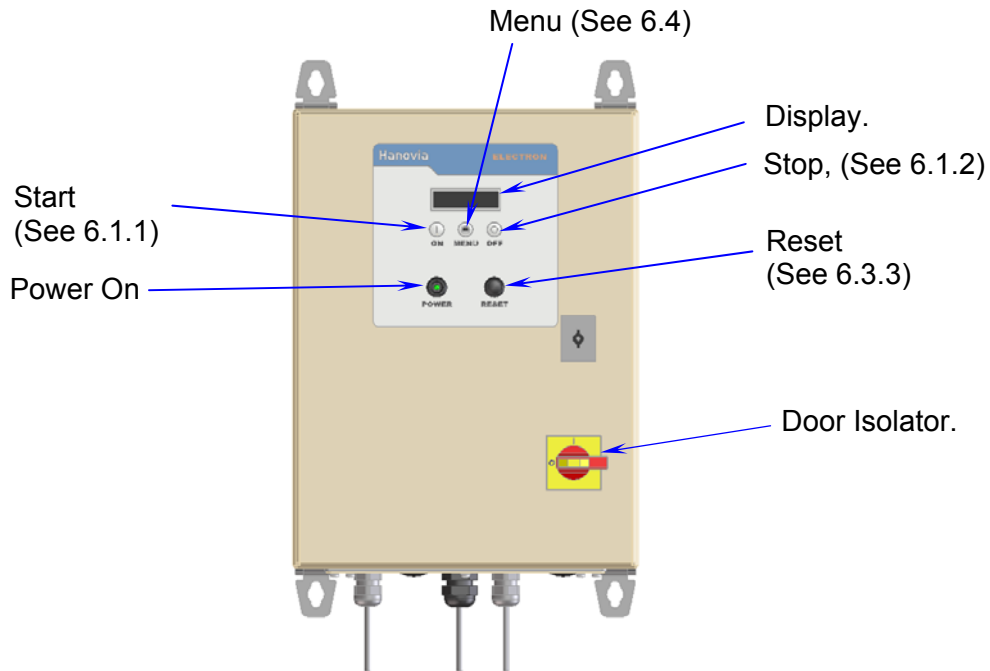 Menu (See 6.4)
Display.
Stop, (See 6.1.2)
Start
(See 6.1.1)
Reset
(See 6.3.3)
Power On
Door Isolator.
Hanovia ELECTRON
ON MENU OFF
POWER RESET